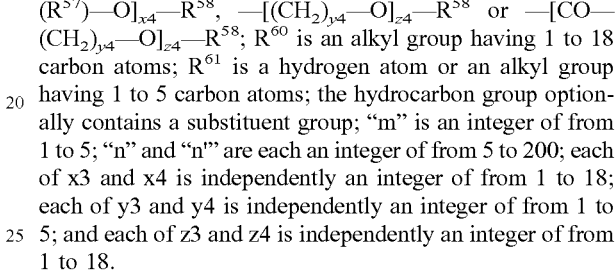 (R⁵⁷)—O]ₓ₄—R⁵⁸, —[(CH₂)y4—O]z4—R⁵⁸ or —[CO—
(CH₂)y4—O]z4—R⁵⁸; R⁶⁰ is an alkyl group having 1 to 18
carbon atoms; R⁶¹ is a hydrogen atom or an alkyl group
20 having 1 to 5 carbon atoms; the hydrocarbon group option-
ally contains a substituent group; “m” is an integer of from
1 to 5; “n” and “n'” are each an integer of from 5 to 200; each
of x3 and x4 is independently an integer of from 1 to 18;
each of y3 and y4 is independently an integer of from 1 to
25 5; and each of z3 and z4 is independently an integer of from
1 to 18.